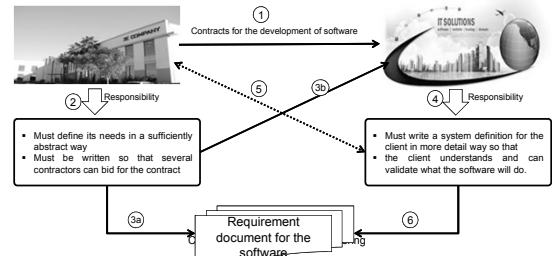 1
Contracts for the development of software
IT COMPANY
IT SOLUTIONS
5
3b
2
Responsibility
4
Responsibility
Must define its needs in a sufficiently
abstract way
Must be written so that several
contractors can bid for the contract
Must write a system definition for the
client in more detail way so that
the client understands and can
validate what the software will do.
3a
6
Requirement
document for the
software